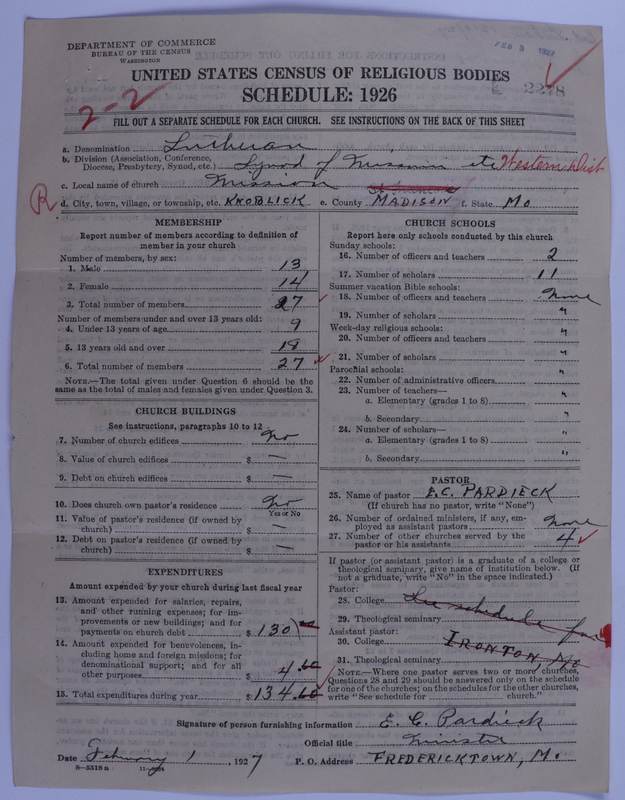 DEPARTMENT OF COMMERCE
BUREAU OF THE CENSUS
WASHINGTON
FEB 3 1927
UNITED STATES CENSUS OF RELIGIOUS BODIES
SCHEDULE: 1926
2-2
FILL OUT A SEPARATE SCHEDULE FOR EACH CHURCH. SEE INSTRUCTIONS ON THE BACK OF THIS SHEET
a. Denomination Lutheran
b. Division (Association, Conference,
Diocese, Presbytery, Synod, etc.) Synod of Missouri etc Western Dist
c. Local name of church Mission
R
d. City, town, village, or township, etc. KNOBLICK e. County MADISON f. State Mo
MEMBERSHIP
Report number of members according to definition of
member in your church
Number of members, by sex:
1. Male 13
2. Female 14
3. Total number of members 27
Number of members under and over 13 years old:
4. Under 13 years of age 9
5. 13 years old and over 18
6. Total number of members 27
NOTE.—The total given under Question 6 should be
same as the total of males and females given under Question 3.
CHURCH BUILDINGS
See instructions, paragraphs 10 to 12
7. Number of church edifices No
8. Value of church edifices $ —
9. Debt on church edifices $ —
10. Does church own pastor's residence No
Yes or No
11. Value of pastor's residence (if owned by
church) $ —
12. Debt on pastor's residence (if owned by
church) $ —
EXPENDITURES
Amount expended by your church during last fiscal year
13. Amount expended for salaries, repairs,
and other running expenses; for im-
provements or new buildings; and for
payments on church debt $ 130
14. Amount expended for benevolences, in-
cluding home and foreign missions; for
denominational support; and for all
other purposes $ 4.60
15. Total expenditures during year $ 134.60
CHURCH SCHOOLS
Report here only schools conducted by this church
Sunday schools:
16. Number of officers and teachers 2
17. Number of scholars 11
Summer vacation Bible schools:
18. Number of officers and teachers None
19. Number of scholars "
Week-day religious schools:
20. Number of officers and teachers "
21. Number of scholars "
Parochial schools:
22. Number of administrative officers "
23. Number of teachers—
a. Elementary (grades 1 to 8) "
b. Secondary "
24. Number of scholars—
a. Elementary (grades 1 to 8) "
b. Secondary "
PASTOR
25. Name of pastor E.C. PARDIECK
(If church has no pastor, write "None")
26. Number of ordained ministers, if any, em-
ployed as assistant pastors None
27. Number of other churches served by the
pastor or his assistants 4
If pastor (or assistant pastor) is a graduate of a college or
theological seminary, give name of institution below. (If
not a graduate, write "No" in the space indicated.)
Pastor:
28. College See schedule for
29. Theological seminary
Assistant pastor:
30. College IRONTON, Mo
31. Theological seminary
NOTE.—Where one pastor serves two or more churches,
Questions 28 and 29 should be answered only on the schedule
for one of the churches; on the schedules for the other churches,
write "See schedule for church."
Signature of person furnishing information E. C. Pardieck
Official title Minister
Date February 1, 1927 P. O. Address FREDERICKTOWN, Mo.
8—5518 a